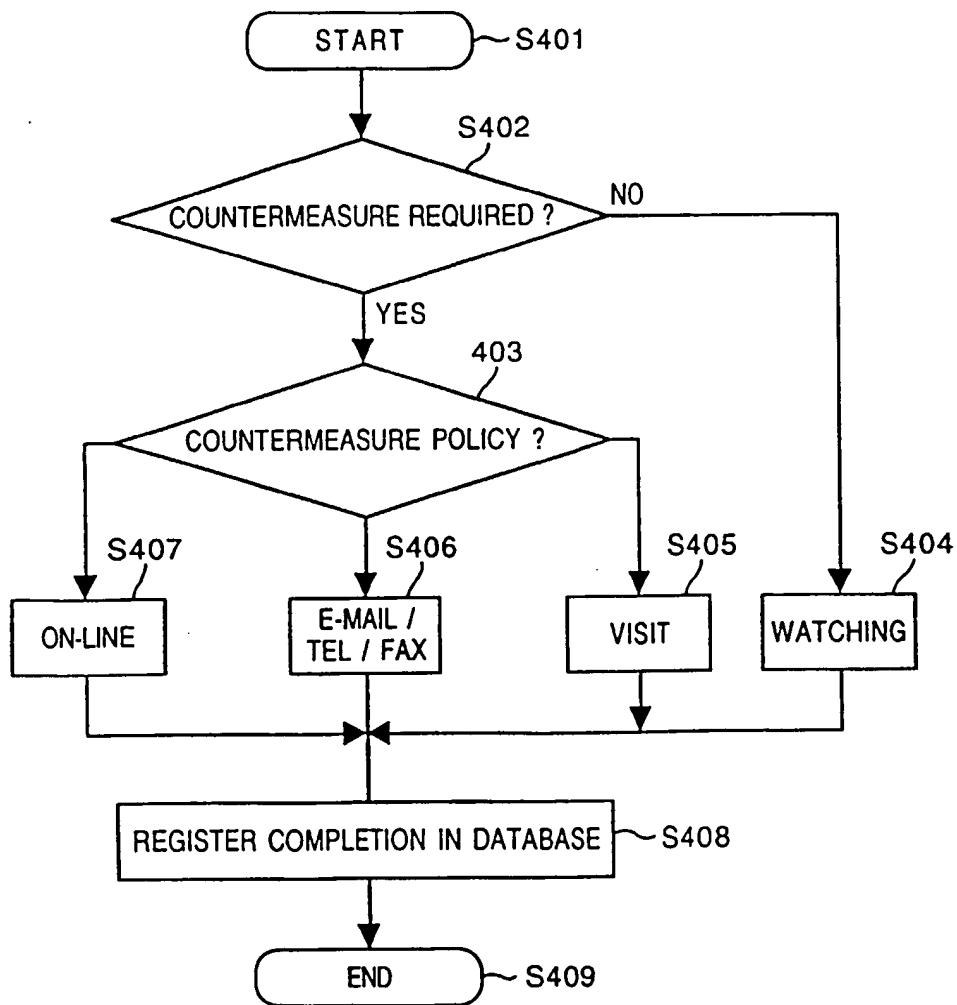 START
S401
S402
COUNTERMEASURE REQUIRED ?
NO
YES
403
COUNTERMEASURE POLICY ?
S407
S406
S405
S404
ON-LINE
E-MAIL /
TEL / FAX
VISIT
WATCHING
REGISTER COMPLETION IN DATABASE
S408
END
S409